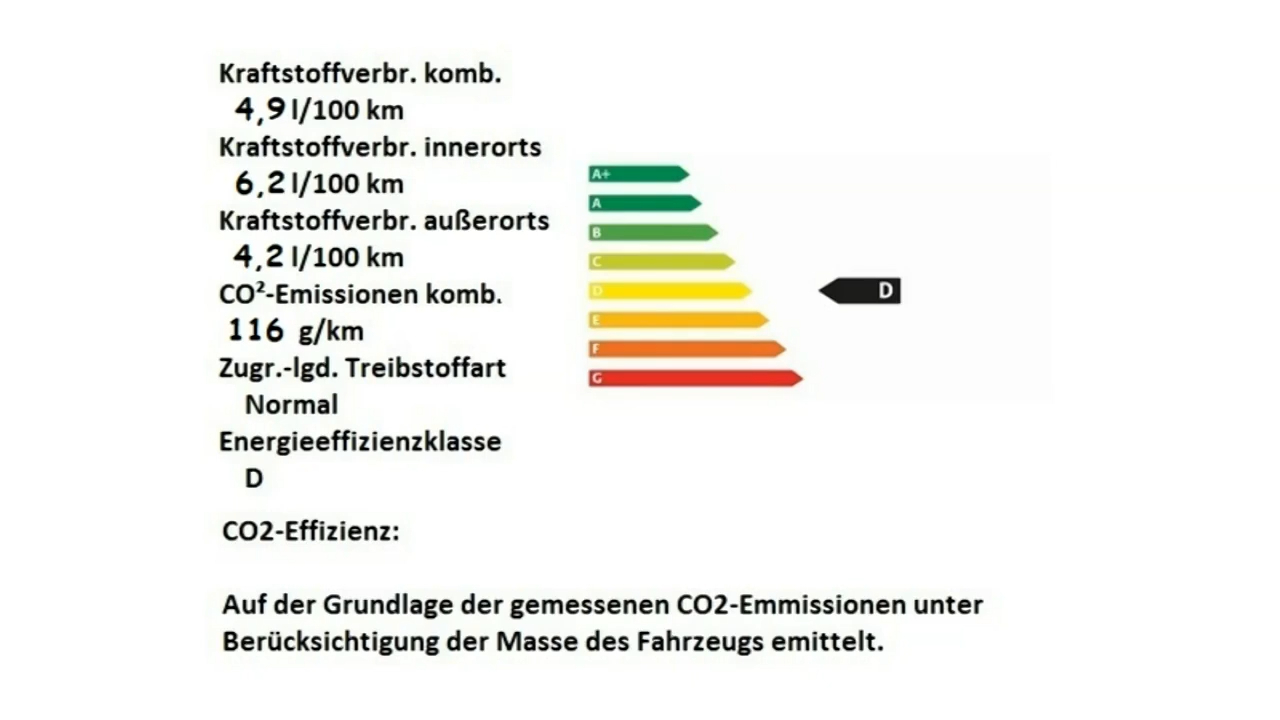 Kraftstoffverbr. komb.
4,9 l/100 km
Kraftstoffverbr. innerorts
6,2 l/100 km
Kraftstoffverbr. außerorts
4,2 l/100 km
CO²-Emissionen komb.
116 g/km
Zugr.-lgd. Treibstoffart
Normal
Energieeffizienzklasse
D
A+
A
B
C
D
D
E
F
G
CO2-Effizienz:
Auf der Grundlage der gemessenen CO2-Emmissionen unter
Berücksichtigung der Masse des Fahrzeugs emittelt.